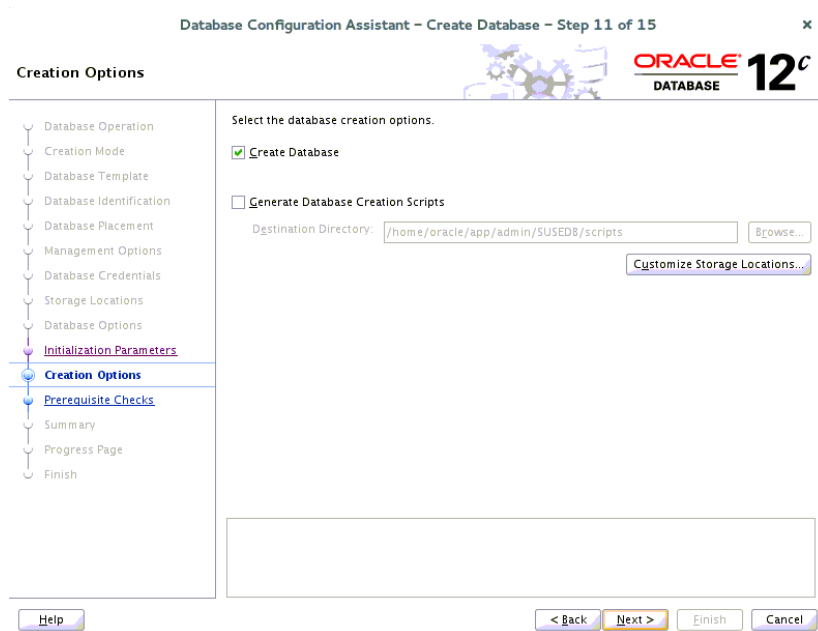 Database Configuration Assistant – Create Database – Step 11 of 15
Creation Options
ORACLE
DATABASE
12c
Database Operation
Creation Mode
Database Template
Database Identification
Database Placement
Management Options
Database Credentials
Storage Locations
Database Options
Initialization Parameters
Creation Options
Prerequisite Checks
Summary
Progress Page
Finish
Select the database creation options.
Create Database
Generate Database Creation Scripts
Destination Directory: /home/oracle/app/admin/SUSEDB/scripts Browse...
Customize Storage Locations...
Help < Back Next > Finish Cancel